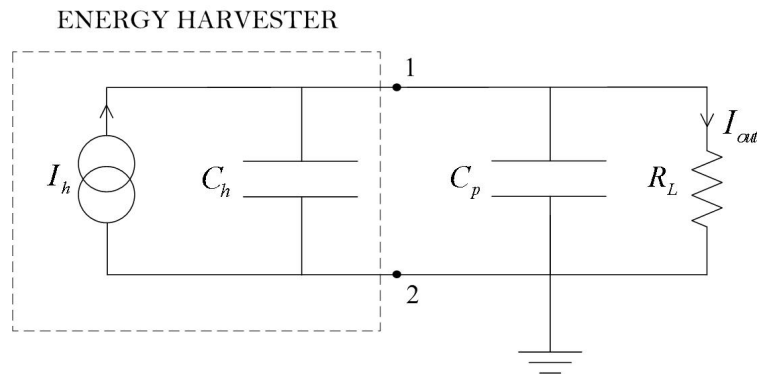 ENERGY HARVESTER
1
I_h
C_h
C_p
R_L
I_out
2